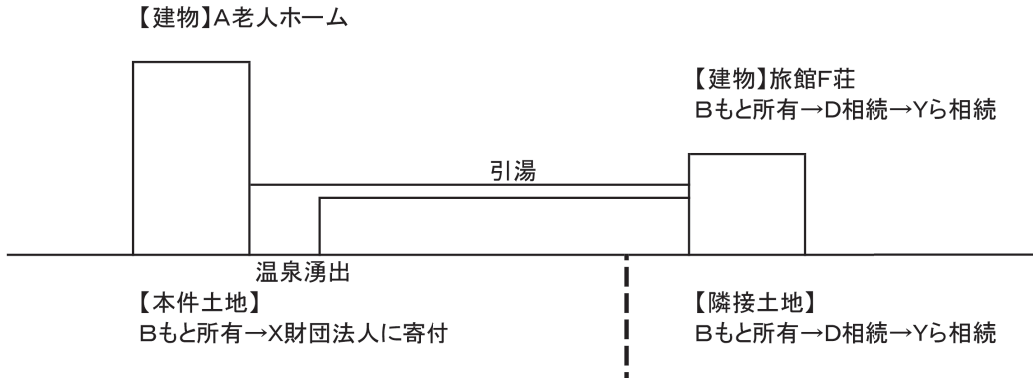 【建物】A老人ホーム
【建物】旅館F荘
Bもと所有→D相続→Yら相続
引湯
温泉湧出
【本件土地】
Bもと所有→X財団法人に寄付
【隣接土地】
Bもと所有→D相続→Yら相続